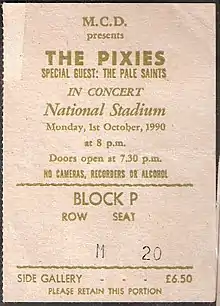 M.C.D.
presents
THE PIXIES
SPECIAL GUEST: THE PALE SAINTS
IN CONCERT
National Stadium
Monday, 1st October, 1990
at 8 p.m.
Doors open at 7.30 p.m.
NO CAMERAS, RECORDERS OR ALCOHOL
BLOCK P
ROW SEAT
M 20
SIDE GALLERY - - - £6.50
PLEASE RETAIN THIS PORTION